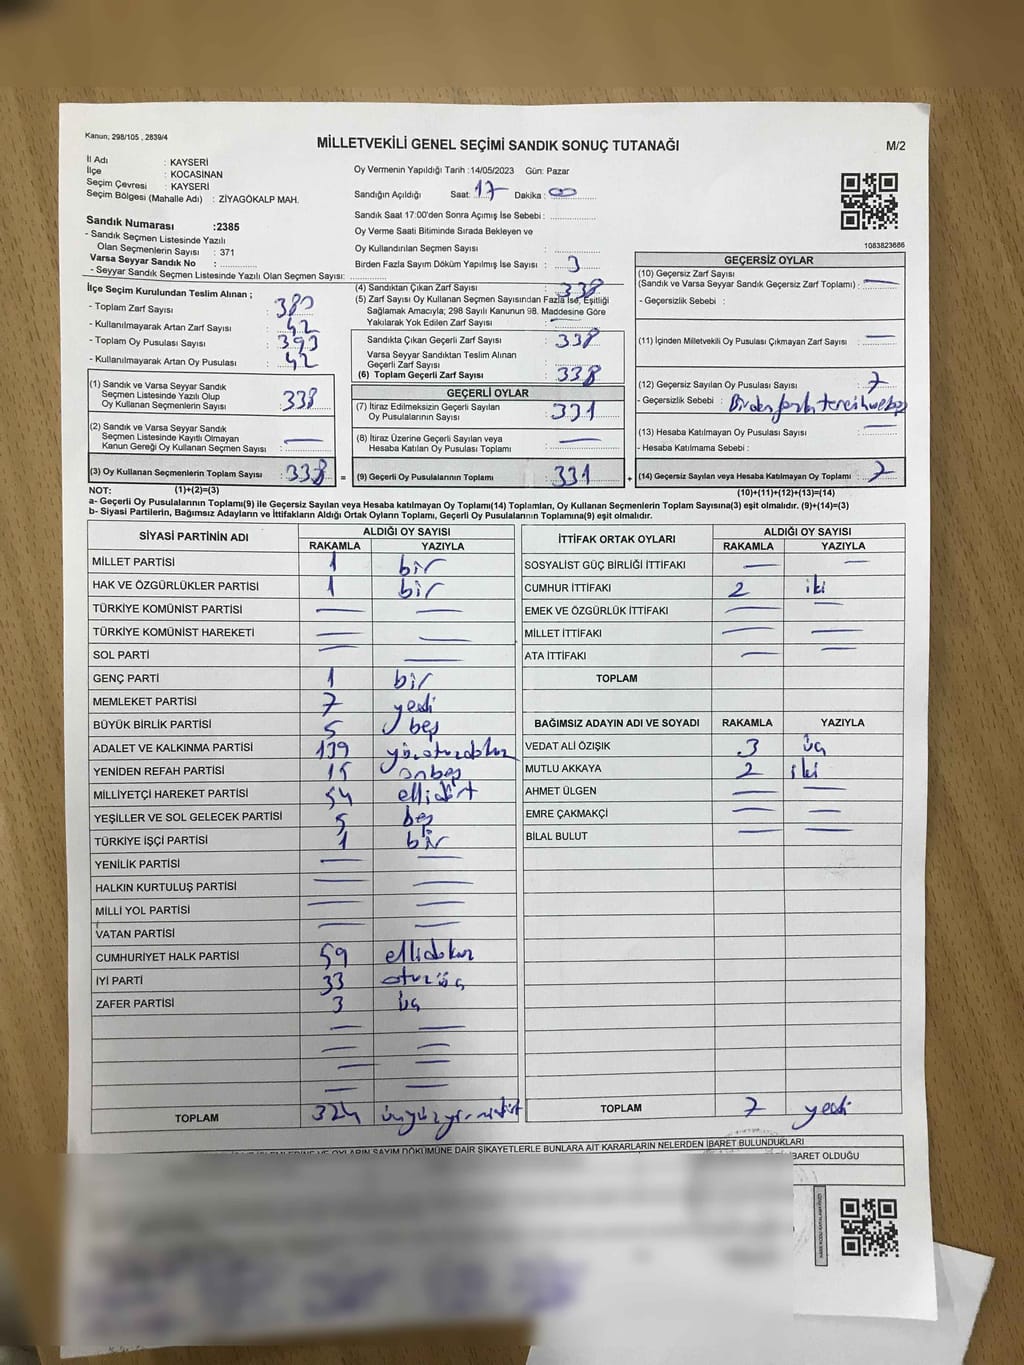 Kanun; 298/105 , 2839/4
MİLLETVEKİLİ GENEL SEÇİMİ SANDIK SONUÇ TUTANAĞI
M/2
İl Adı : KAYSERİ
İlçe : KOCASİNAN
Seçim Çevresi : KAYSERİ
Seçim Bölgesi (Mahalle Adı) : ZİYAGÖKALP MAH.
Sandık Numarası :2385
- Sandık Seçmen Listesinde Yazılı
Olan Seçmenlerin Sayısı : 371
Varsa Seyyar Sandık No :
- Seyyar Sandık Seçmen Listesinde Yazılı Olan Seçmen Sayısı:
Oy Vermenin Yapıldığı Tarih :14/05/2023 Gün: Pazar
Sandığın Açıldığı Saat: 17 Dakika : 00
Sandık Saat 17:00'den Sonra Açımış İse Sebebi :
Oy Verme Saati Bitiminde Sırada Bekleyen ve
Oy Kullandırılan Seçmen Sayısı :
Birden Fazla Sayım Döküm Yapılmış İse Sayısı : 3
1083823686
İlçe Seçim Kurulundan Teslim Alınan ;
- Toplam Zarf Sayısı : 380
- Kullanılmayarak Artan Zarf Sayısı : 42
- Toplam Oy Pusulası Sayısı : 393
- Kullanılmayarak Artan Oy Pusulası : 42
(1) Sandık ve Varsa Seyyar Sandık
Seçmen Listesinde Yazılı Olup
Oy Kullanan Seçmenlerin Sayısı : 338
(2) Sandık ve Varsa Seyyar Sandık
Seçmen Listesinde Kayıtlı Olmayan
Kanun Gereği Oy Kullanan Seçmen Sayısı : —
(3) Oy Kullanan Seçmenlerin Toplam Sayısı : 338 =
(4) Sandıktan Çıkan Zarf Sayısı : 338
(5) Zarf Sayısı Oy Kullanan Seçmen Sayısından Fazla İse, Eşitliği
Sağlamak Amacıyla; 298 Sayılı Kanunun 98. Maddesine Göre
Yakılarak Yok Edilen Zarf Sayısı : —
Sandıkta Çıkan Geçerli Zarf Sayısı : 338
Varsa Seyyar Sandıktan Teslim Alınan
Geçerli Zarf Sayısı :
(6) Toplam Geçerli Zarf Sayısı : 338
GEÇERLİ OYLAR
(7) İtiraz Edilmeksizin Geçerli Sayılan
Oy Pusulalarının Sayısı : 331
(8) İtiraz Üzerine Geçerli Sayılan veya
Hesaba Katılan Oy Pusulası Toplamı : —
(9) Geçerli Oy Pusulalarının Toplamı : 331 +
GEÇERSİZ OYLAR
(10) Geçersiz Zarf Sayısı
(Sandık ve Varsa Seyyar Sandık Geçersiz Zarf Toplamı) : —
- Geçersizlik Sebebi :
(11) İçinden Milletvekili Oy Pusulası Çıkmayan Zarf Sayısı : —
(12) Geçersiz Sayılan Oy Pusulası Sayısı : 7
- Geçersizlik Sebebi : Birden fazla tercih
(13) Hesaba Katılmayan Oy Pusulası Sayısı : —
- Hesaba Katılmama Sebebi :
(14) Geçersiz Sayılan veya Hesaba Katılmayan Oy Toplamı : 7
NOT: (1)+(2)=(3)
(10)+(11)+(12)+(13)=(14)
a- Geçerli Oy Pusulalarının Toplamı(9) ile Geçersiz Sayılan veya Hesaba katılmayan Oy Toplamı(14) Toplamları, Oy Kullanan Seçmenlerin Toplam Sayısına(3) eşit olmalıdır. (9)+(14)=(3)
b- Siyasi Partilerin, Bağımsız Adayların ve İttifakların Aldığı Ortak Oyların Toplamı, Geçerli Oy Pusulalarının Toplamına(9) eşit olmalıdır.
SİYASİ PARTİNİN ADI ALDIĞI OY SAYISI
RAKAMLA YAZIYLA
MİLLET PARTİSİ 1 bir
HAK VE ÖZGÜRLÜKLER PARTİSİ 1 bir
TÜRKİYE KOMÜNİST PARTİSİ — —
TÜRKİYE KOMÜNİST HAREKETİ — —
SOL PARTİ — —
GENÇ PARTİ 1 bir
MEMLEKET PARTİSİ 7 yedi
BÜYÜK BİRLİK PARTİSİ 5 beş
ADALET VE KALKINMA PARTİSİ 139 yüzotuzdokuz
YENİDEN REFAH PARTİSİ 15 onbeş
MİLLİYETÇİ HAREKET PARTİSİ 54 ellidört
YEŞİLLER VE SOL GELECEK PARTİSİ 5 beş
TÜRKİYE İŞÇİ PARTİSİ 1 bir
YENİLİK PARTİSİ — —
HALKIN KURTULUŞ PARTİSİ — —
MİLLİ YOL PARTİSİ — —
VATAN PARTİSİ — —
CUMHURİYET HALK PARTİSİ 59 ellidokuz
İYİ PARTİ 33 otuzüç
ZAFER PARTİSİ 3 üç
— —
— —
— —
— —
TOPLAM 324 üçyüzyirmidört
İTTİFAK ORTAK OYLARI ALDIĞI OY SAYISI
RAKAMLA YAZIYLA
SOSYALİST GÜÇ BİRLİĞİ İTTİFAKI — —
CUMHUR İTTİFAKI 2 iki
EMEK VE ÖZGÜRLÜK İTTİFAKI — —
MİLLET İTTİFAKI — —
ATA İTTİFAKI — —
TOPLAM
BAĞIMSIZ ADAYIN ADI VE SOYADI RAKAMLA YAZIYLA
VEDAT ALİ ÖZIŞIK 3 üç
MUTLU AKKAYA 2 iki
AHMET ÜLGEN — —
EMRE ÇAKMAKÇİ — —
BİLAL BULUT — —
TOPLAM 7 yedi
OYLARIN SAYIM DÖKÜMÜNE DAİR ŞİKAYETLERLE BUNLARA AİT KARARLARIN NELERDEN İBARET BULUNDUKLARI
İBARET OLDUĞU